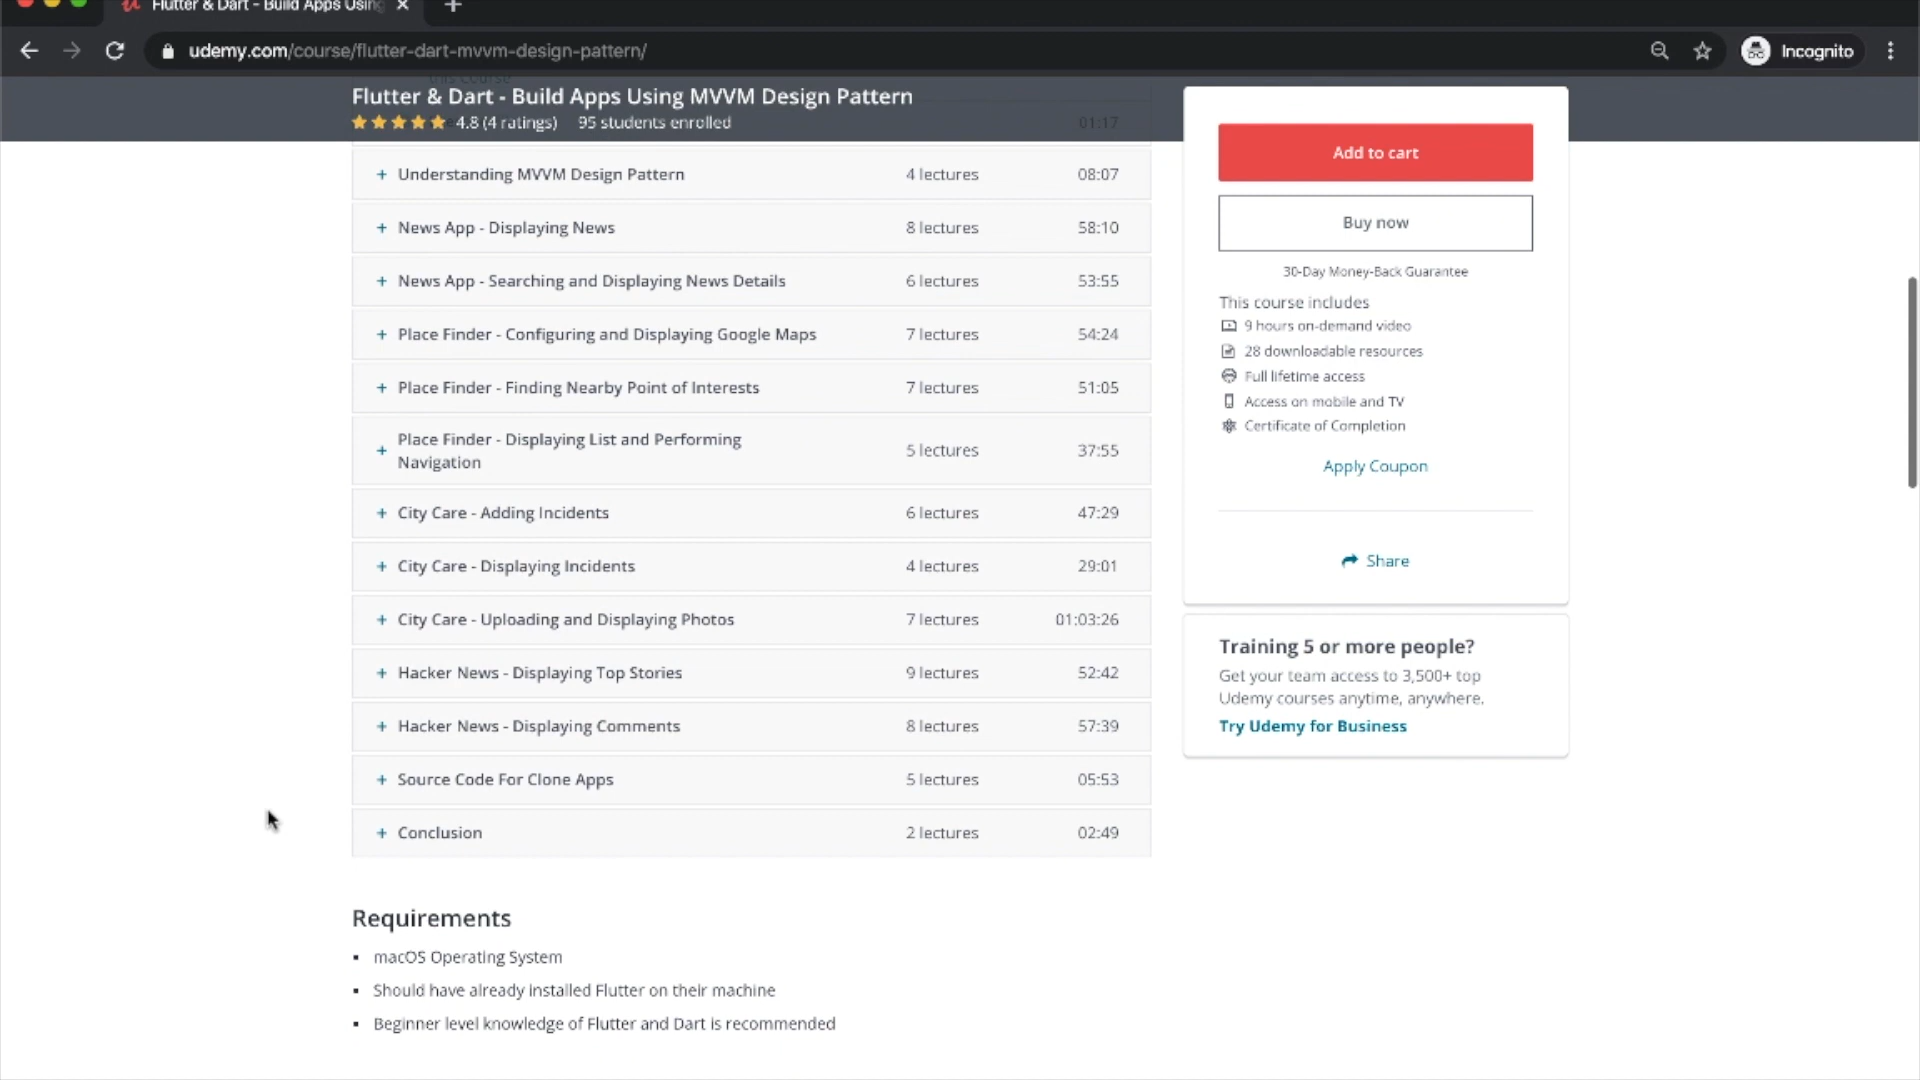 Flutter & Dart - Build Apps Using
udemy.com/course/flutter-dart-mvvm-design-pattern/
Incognito
this course
Flutter & Dart - Build Apps Using MVVM Design Pattern
4.8 (4 ratings) 95 students enrolled
01:17
+ Understanding MVVM Design Pattern 4 lectures 08:07
+ News App - Displaying News 8 lectures 58:10
+ News App - Searching and Displaying News Details 6 lectures 53:55
+ Place Finder - Configuring and Displaying Google Maps 7 lectures 54:24
+ Place Finder - Finding Nearby Point of Interests 7 lectures 51:05
+ Place Finder - Displaying List and Performing
Navigation 5 lectures 37:55
+ City Care - Adding Incidents 6 lectures 47:29
+ City Care - Displaying Incidents 4 lectures 29:01
+ City Care - Uploading and Displaying Photos 7 lectures 01:03:26
+ Hacker News - Displaying Top Stories 9 lectures 52:42
+ Hacker News - Displaying Comments 8 lectures 57:39
+ Source Code For Clone Apps 5 lectures 05:53
+ Conclusion 2 lectures 02:49
Requirements
▪ macOS Operating System
▪ Should have already installed Flutter on their machine
▪ Beginner level knowledge of Flutter and Dart is recommended
Add to cart
Buy now
30-Day Money-Back Guarantee
This course includes
9 hours on-demand video
28 downloadable resources
Full lifetime access
Access on mobile and TV
Certificate of Completion
Apply Coupon
Share
Training 5 or more people?
Get your team access to 3,500+ top
Udemy courses anytime, anywhere.
Try Udemy for Business